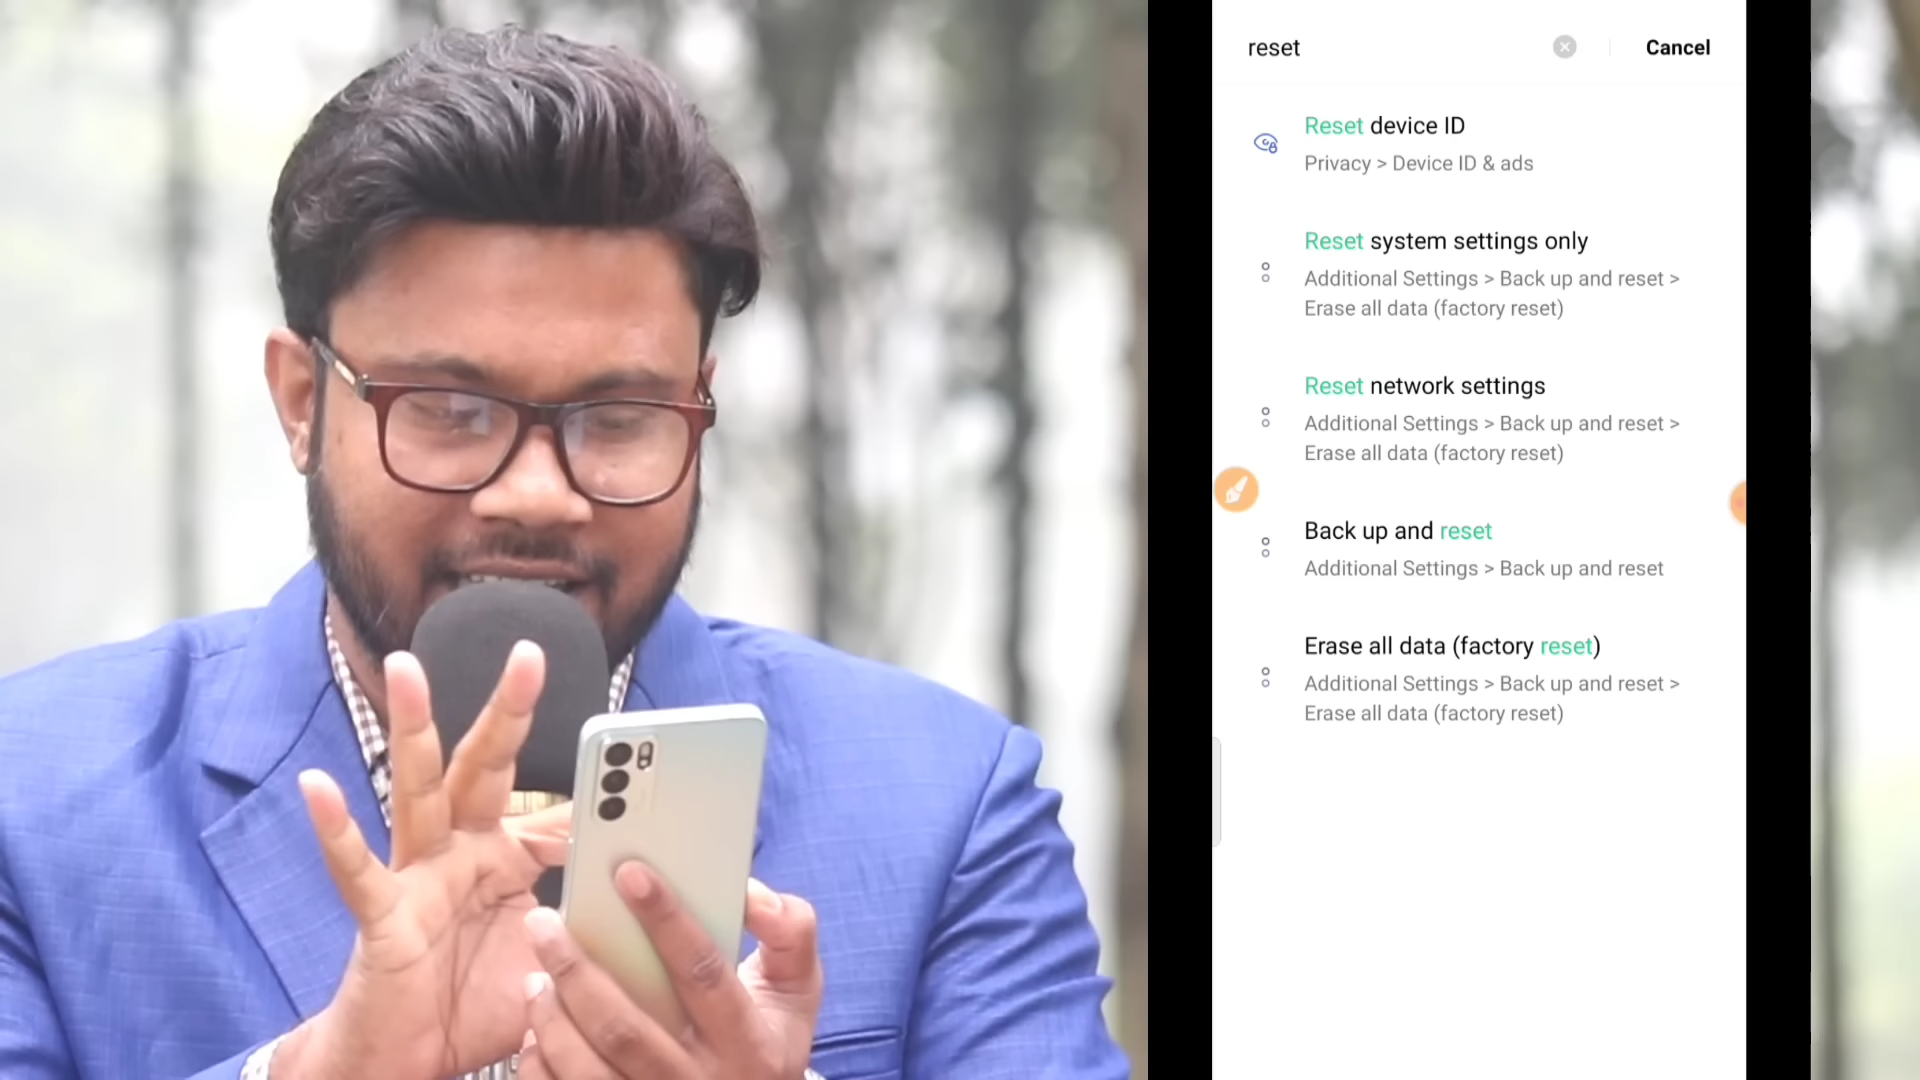 reset
Cancel
Reset device ID
Privacy > Device ID & ads
Reset system settings only
Additional Settings > Back up and reset >
Erase all data (factory reset)
Reset network settings
Additional Settings > Back up and reset >
Erase all data (factory reset)
Back up and reset
Additional Settings > Back up and reset
Erase all data (factory reset)
Additional Settings > Back up and reset >
Erase all data (factory reset)